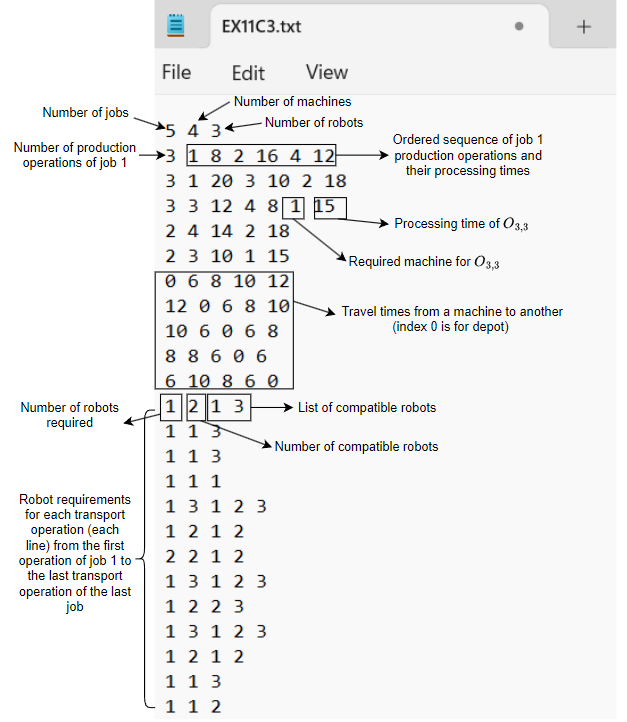 EX11C3.txt
File Edit View
Number of machines
Number of jobs
Number of robots
5 4 3
Number of production
operations of job 1
3 1 8 2 16 4 12
Ordered sequence of job 1
production operations and
their processing times
3 1 20 3 10 2 18
3 3 12 4 8 1 15
Processing time of O3,3
2 4 14 2 18
2 3 10 1 15
Required machine for O3,3
0 6 8 10 12
12 0 6 8 10
Travel times from a machine to another
(index 0 is for depot)
10 6 0 6 8
8 8 6 0 6
6 10 8 6 0
Number of robots
required
1 2 1 3
List of compatible robots
1 1 3
Number of compatible robots
1 1 3
1 1 1
Robot requirements
for each transport
operation (each
line) from the first
operation of job 1 to
the last transport
operation of the last
job
1 3 1 2 3
1 2 1 2
2 2 1 2
1 3 1 2 3
1 2 2 3
1 3 1 2 3
1 2 1 2
1 1 3
1 1 2